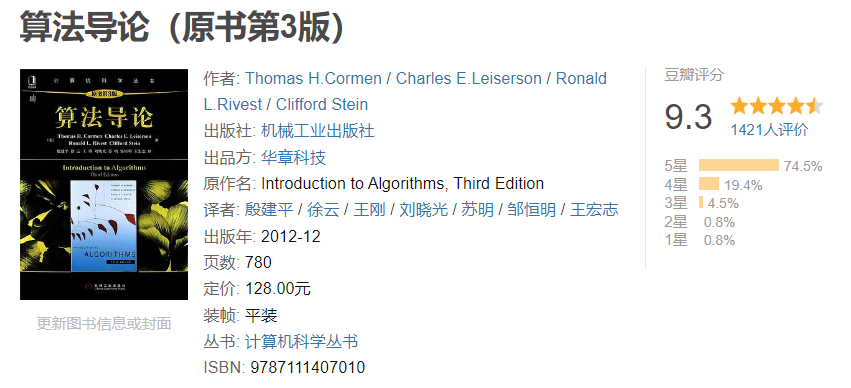 算法导论（原书第3版）
计算机科学丛书
原书第3版
算法导论
Thomas H.Cormen Charles E.Leiserson
Ronald L.Rivest Clifford Stein
Introduction to Algorithms
Third Edition
ALGORITHMS
机械工业出版社
更新图书信息或封面
作者: Thomas H.Cormen / Charles E.Leiserson / Ronald
L.Rivest / Clifford Stein
出版社: 机械工业出版社
出品方: 华章科技
原作名: Introduction to Algorithms, Third Edition
译者: 殷建平 / 徐云 / 王刚 / 刘晓光 / 苏明 / 邹恒明 / 王宏志
出版年: 2012-12
页数: 780
定价: 128.00元
装帧: 平装
丛书: 计算机科学丛书
ISBN: 9787111407010
豆瓣评分
9.3
1421人评价
5星 74.5%
4星 19.4%
3星 4.5%
2星 0.8%
1星 0.8%